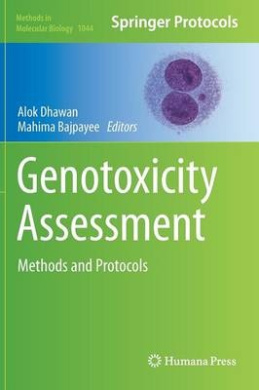 Methods in
Molecular Biology 1044
Springer Protocols
Alok Dhawan
Mahima Bajpayee Editors
Genotoxicity
Assessment
Methods and Protocols
Humana Press